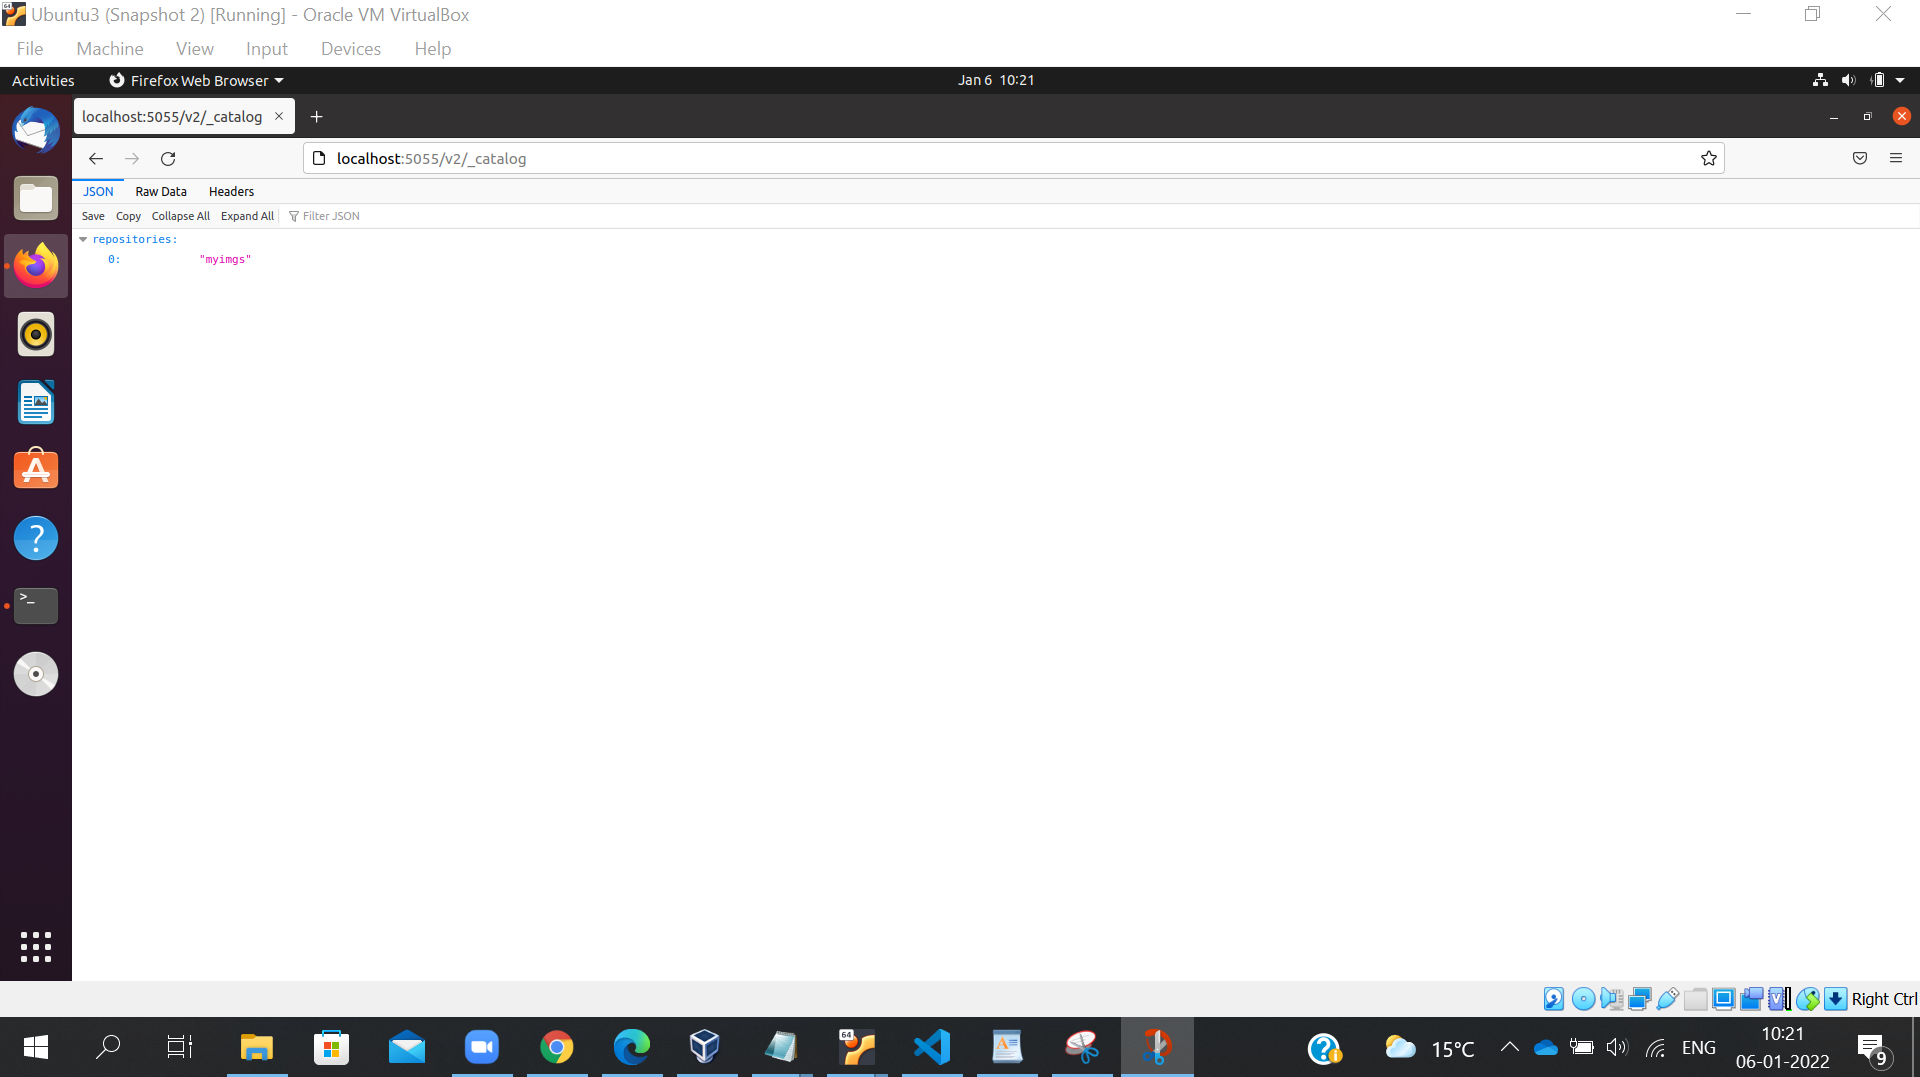 Ubuntu3 (Snapshot 2) [Running] - Oracle VM VirtualBox
File Machine View Input Devices Help
Activities Firefox Web Browser Jan 6 10:21
localhost:5055/v2/_catalog
localhost:5055/v2/_catalog
JSON Raw Data Headers
Save Copy Collapse All Expand All Filter JSON
repositories:
0: "myimgs"
Right Ctrl
64
15°C ENG 10:21
06-01-2022 9